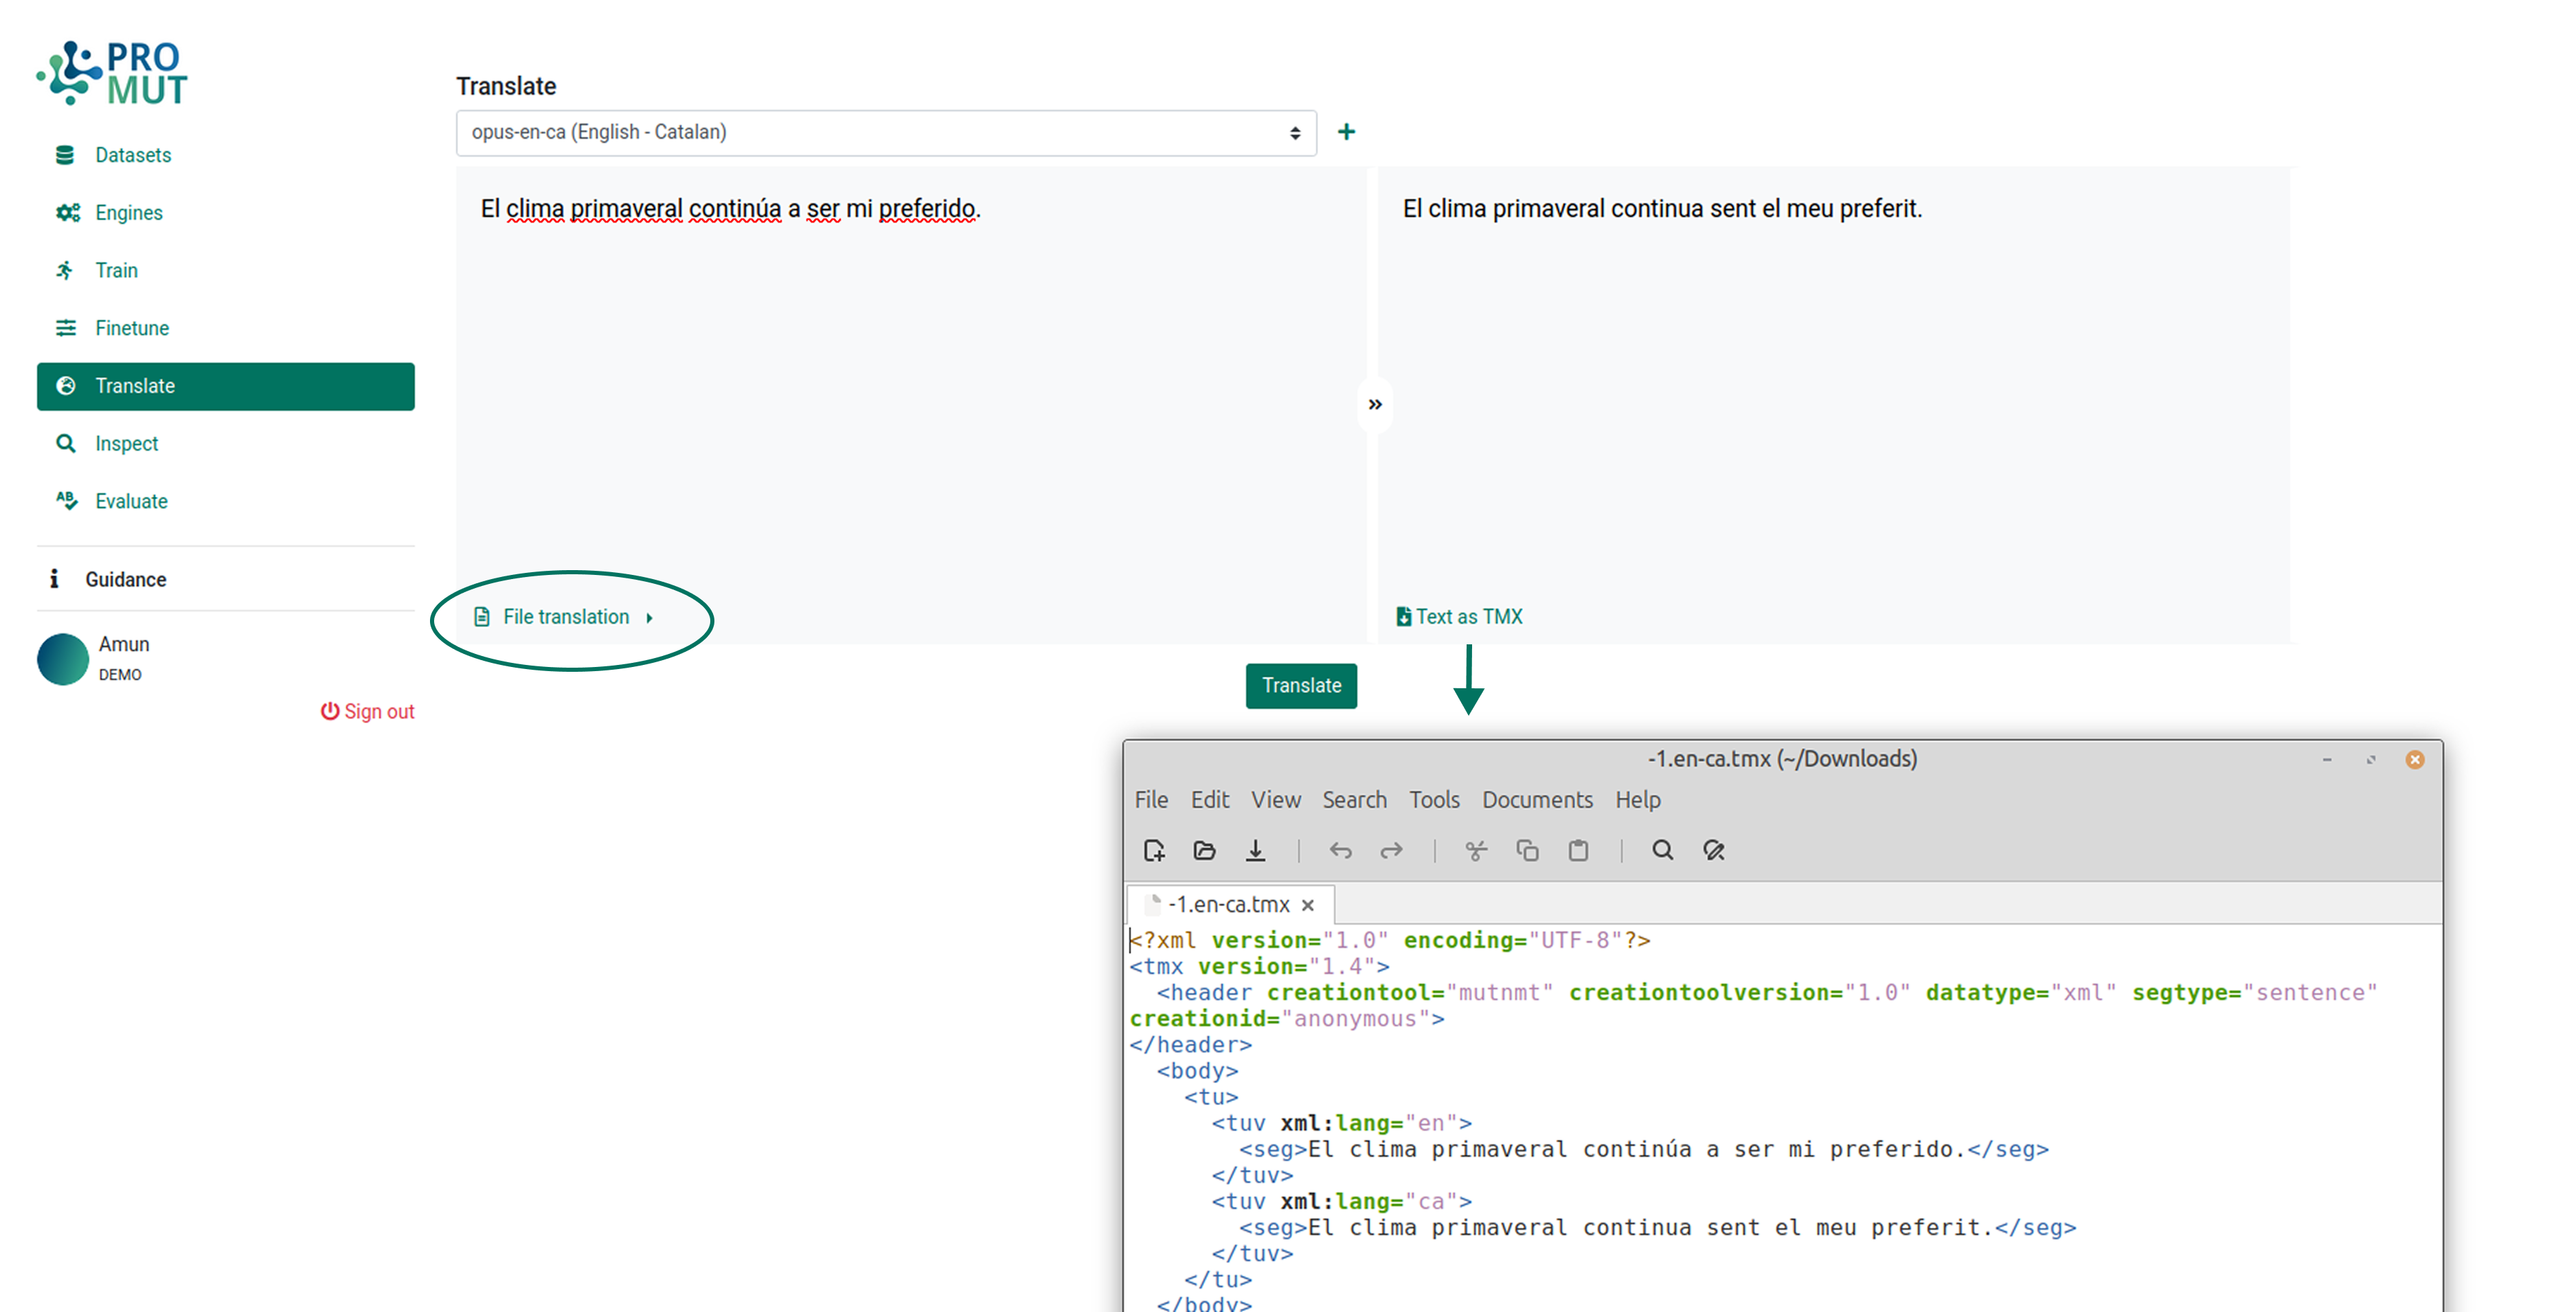 PRO
MUT
Datasets
Engines
Train
Finetune
Translate
Inspect
Evaluate
Guidance
Amun
DEMO
Sign out
Translate
opus-en-ca (English - Catalan)
El clima primaveral continúa a ser mi preferido.
El clima primaveral continua sent el meu preferit.
File translation
Text as TMX
Translate
-1.en-ca.tmx (~/Downloads)
File Edit View Search Tools Documents Help
-1.en-ca.tmx
<?xml version="1.0" encoding="UTF-8"?>
<tmx version="1.4">
<header creationtool="mutnmt" creationtoolversion="1.0" datatype="xml" segtype="sentence"
creationid="anonymous">
</header>
<body>
<tu>
<tuv xml:lang="en">
<seg>El clima primaveral continúa a ser mi preferido.</seg>
</tuv>
<tuv xml:lang="ca">
<seg>El clima primaveral continua sent el meu preferit.</seg>
</tuv>
</tu>
</body>